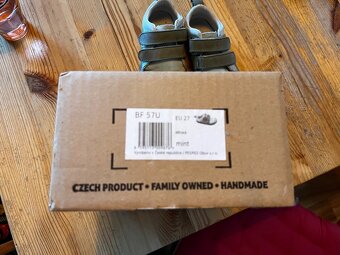 BF 57U
EU 27
mint
CZECH PRODUCT • FAMILY OWNED • HANDMADE